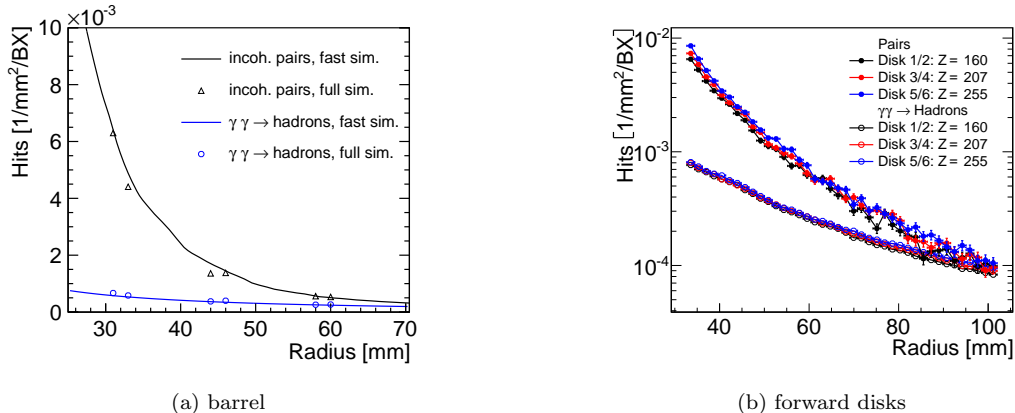 ×10⁻³
10
8
6
4
2
0
Hits [1/mm²/BX]
incoh. pairs, fast sim.
incoh. pairs, full sim.
γ γ → hadrons, fast sim.
γ γ → hadrons, full sim.
30 40 50 60 70
Radius [mm]
(a) barrel
10⁻²
10⁻³
10⁻⁴
Hits [1/mm²/BX]
Pairs
Disk 1/2: Z = 160
Disk 3/4: Z = 207
Disk 5/6: Z = 255
γγ → Hadrons
Disk 1/2: Z = 160
Disk 3/4: Z = 207
Disk 5/6: Z = 255
40 60 80 100
Radius [mm]
(b) forward disks